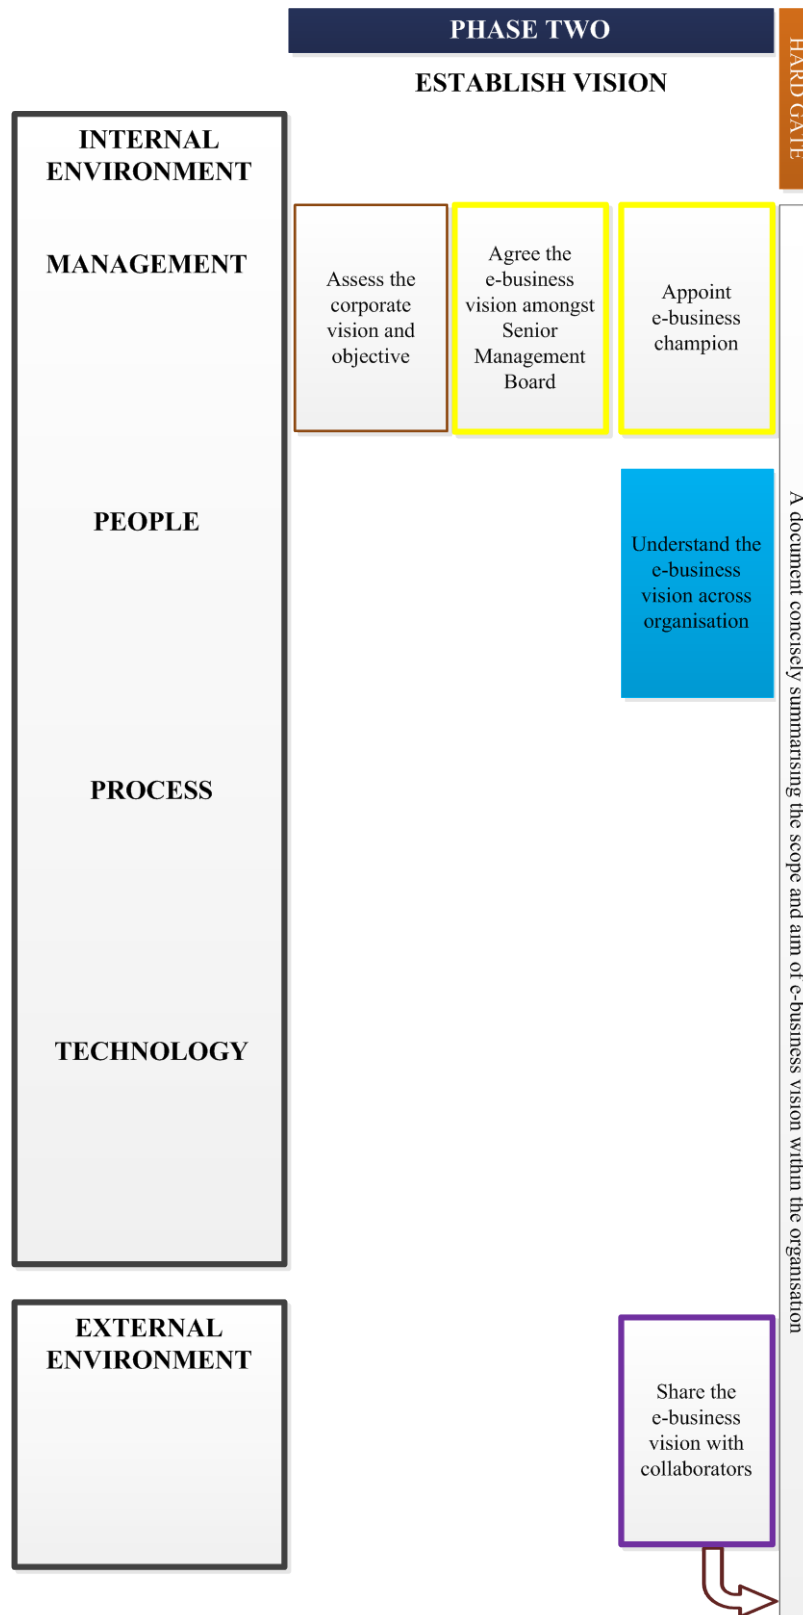 PHASE TWO
HARD GATE
ESTABLISH VISION
INTERNAL
ENVIRONMENT
MANAGEMENT
Assess the
corporate
vision and
objective
Agree the
e-business
vision amongst
Senior
Management
Board
Appoint
e-business
champion
PEOPLE
Understand the
e-business
vision across
organisation
PROCESS
TECHNOLOGY
A document concisely summarising the scope and aim of e-business vision within the organisation
EXTERNAL
ENVIRONMENT
Share the
e-business
vision with
collaborators